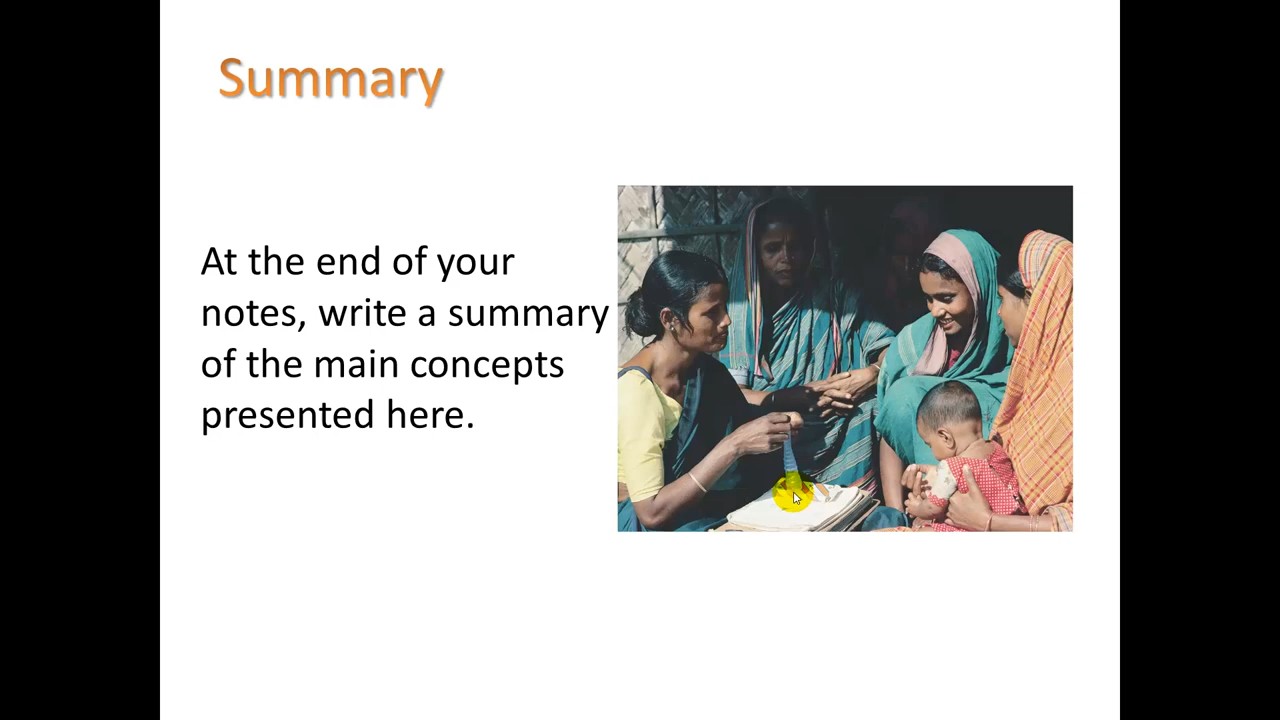 Summary
At the end of your
notes, write a summary
of the main concepts
presented here.